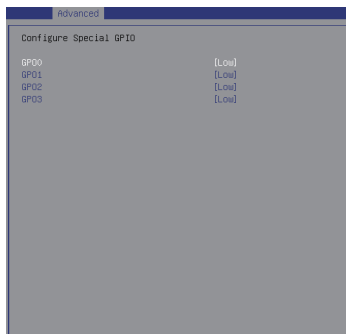 Advanced
Configure Special GPIO
GPO0 [Low]
GPO1 [Low]
GPO2 [Low]
GPO3 [Low]